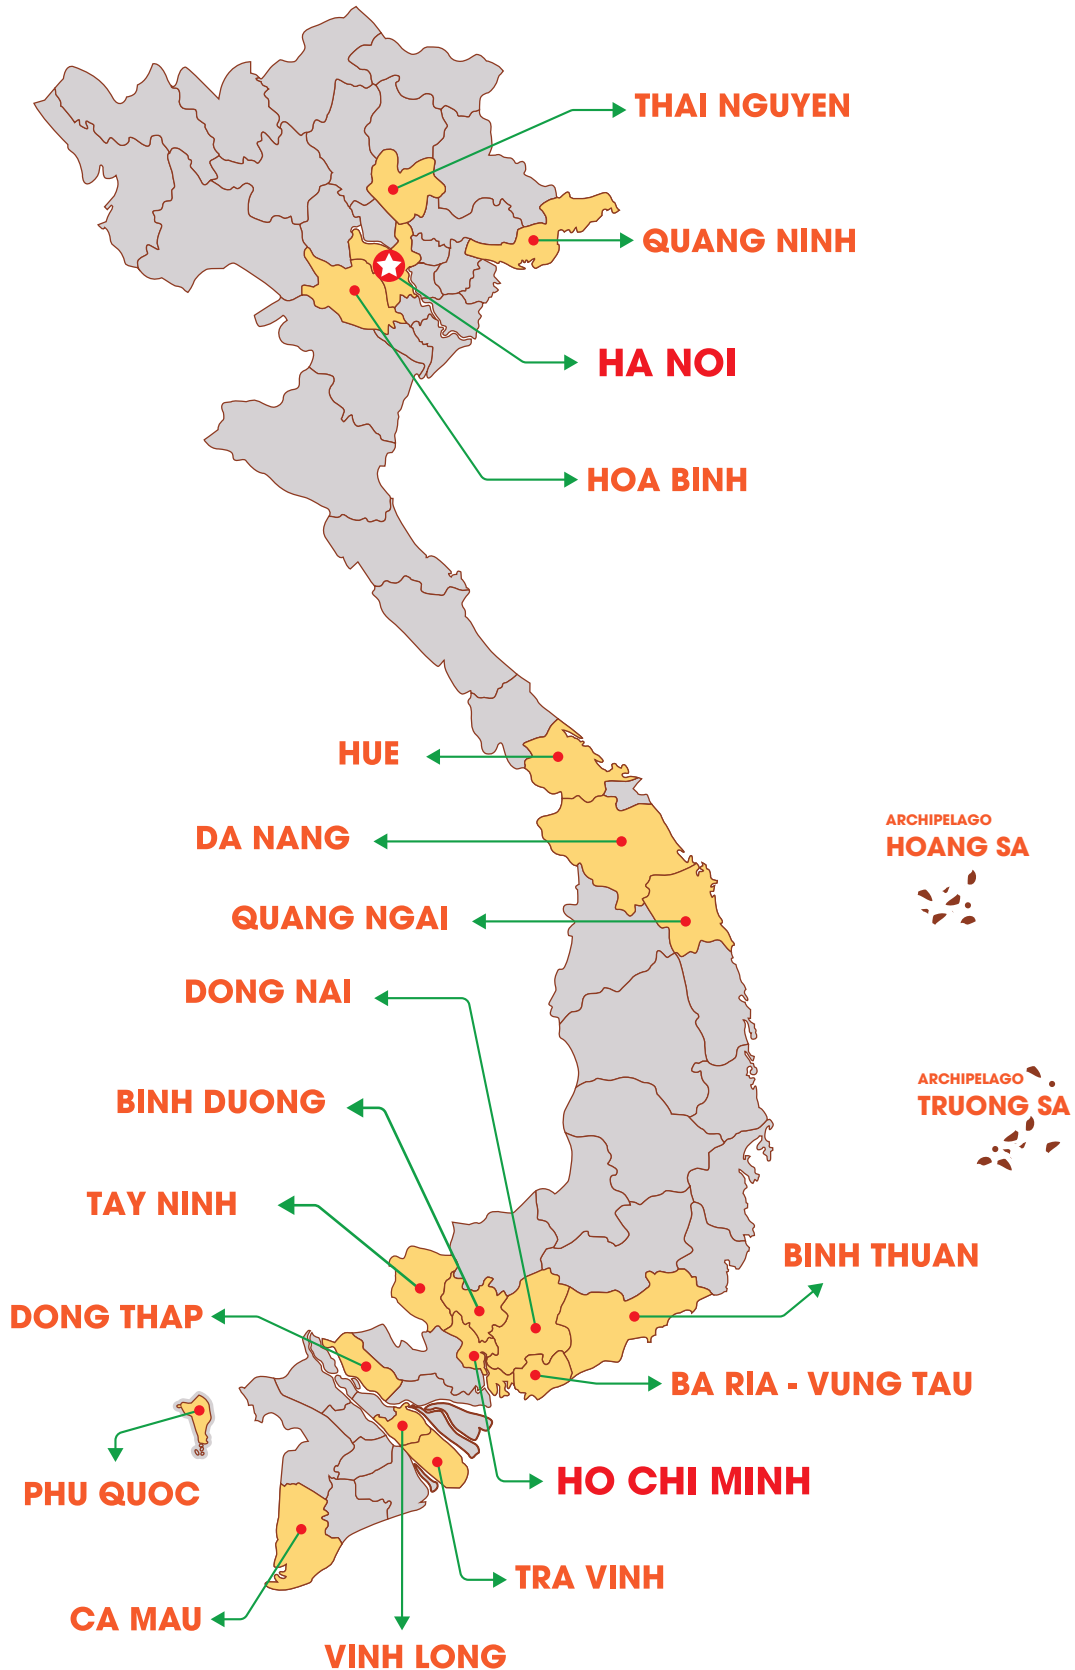 THAI NGUYEN
QUANG NINH
HA NOI
HOA BINH
HUE
DA NANG
ARCHIPELAGO
HOANG SA
QUANG NGAI
DONG NAI
ARCHIPELAGO
TRUONG SA
BINH DUONG
TAY NINH
BINH THUAN
DONG THAP
BA RIA - VUNG TAU
PHU QUOC
HO CHI MINH
TRA VINH
CA MAU
VINH LONG